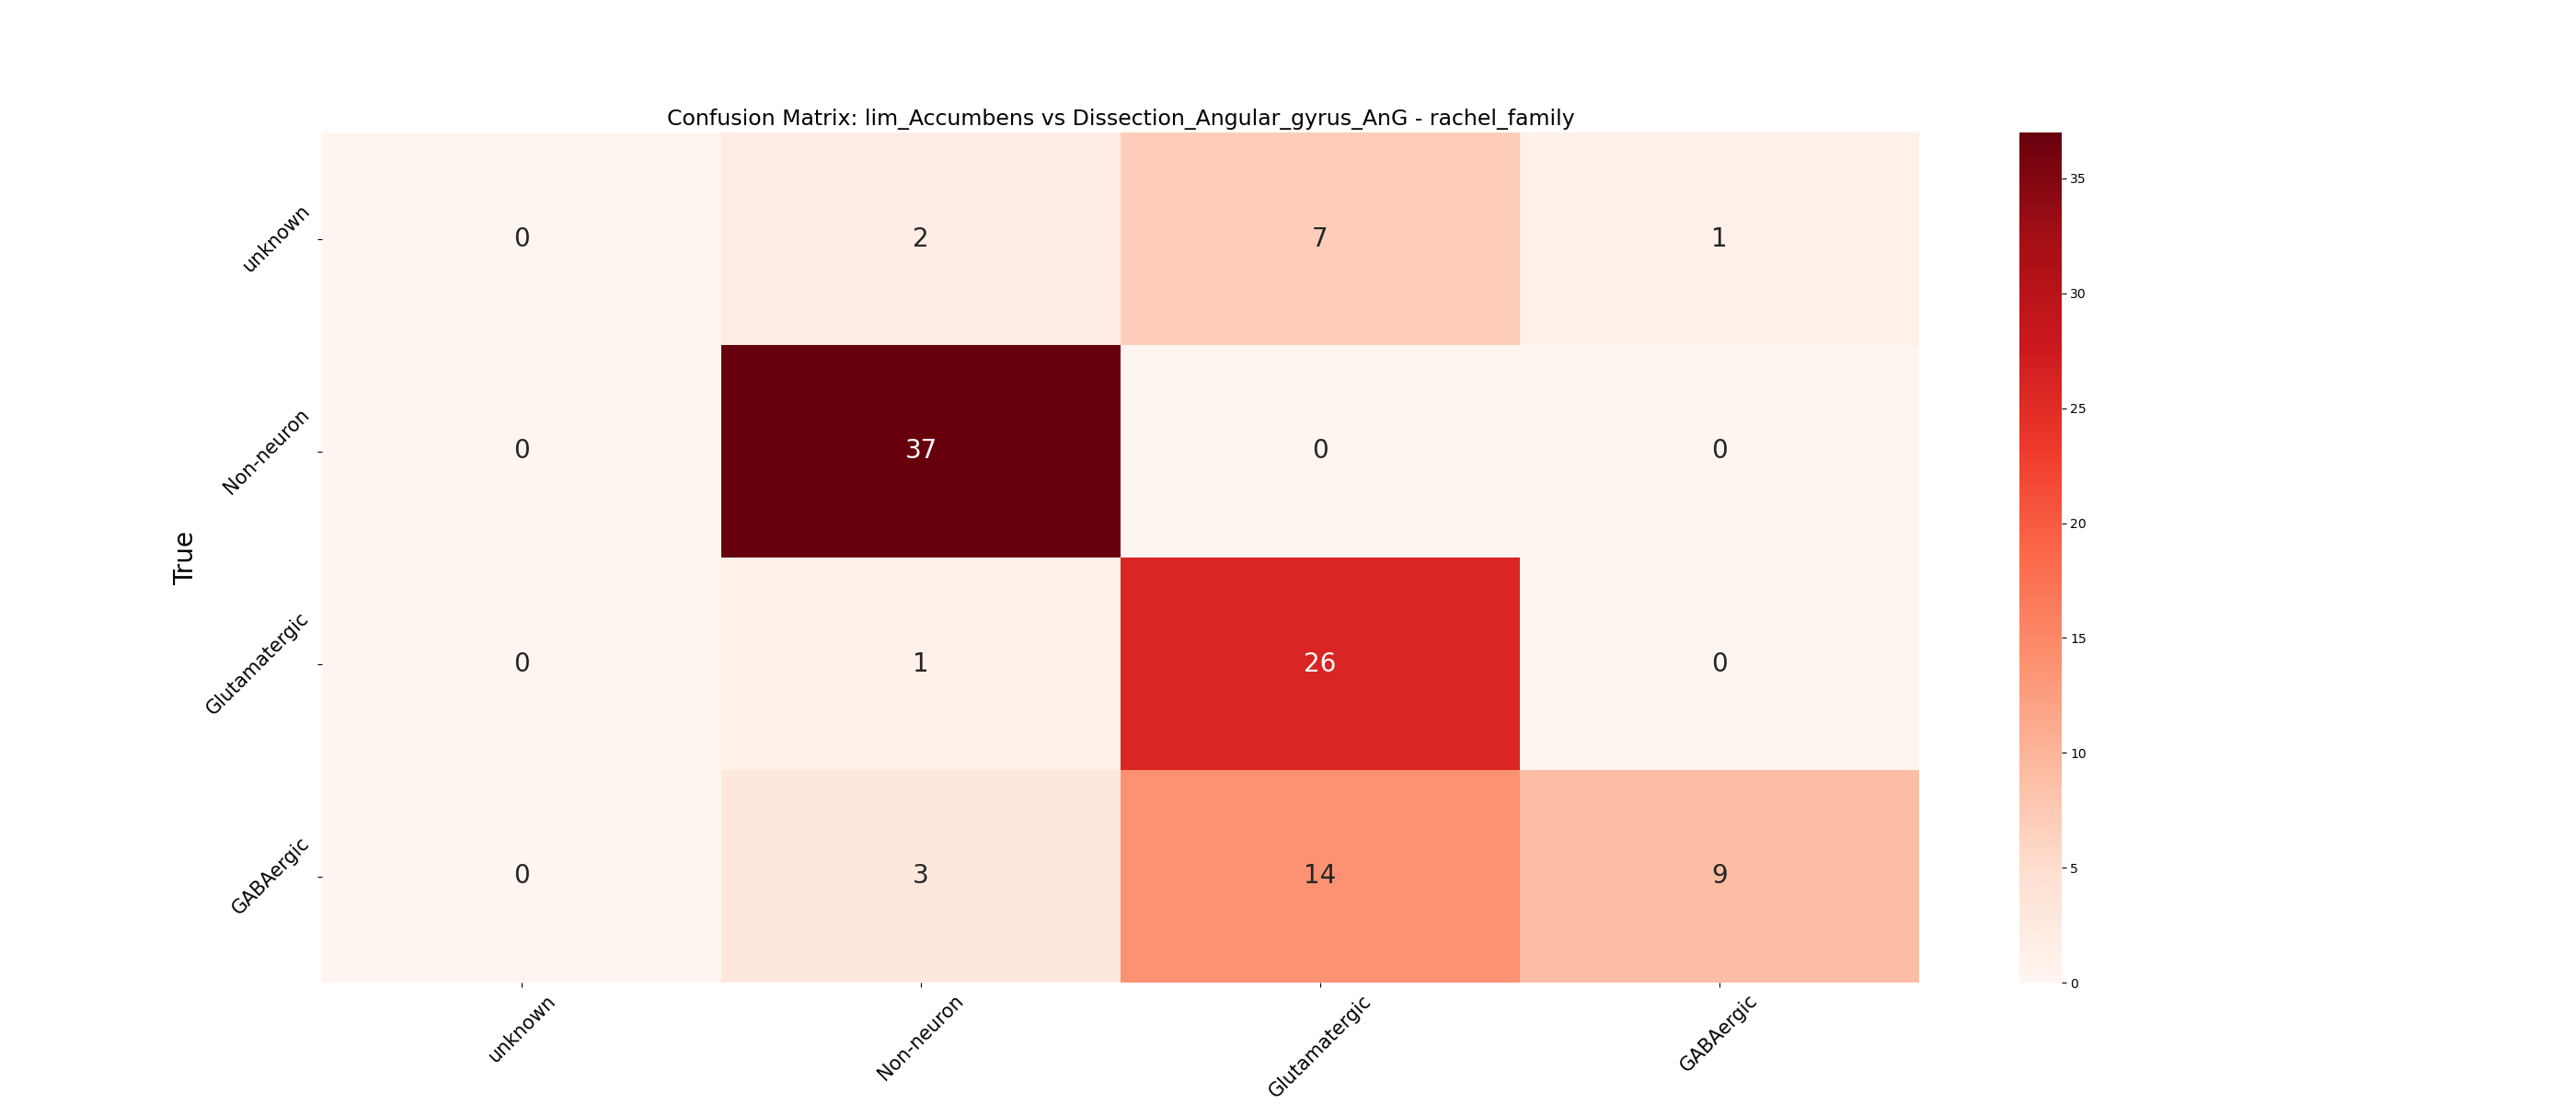 Confusion Matrix: lim_Accumbens vs Dissection_Angular_gyrus_AnG - rachel_family
True
unknown 0 2 7 1
Non-neuron 0 37 0 0
Glutamatergic 0 1 26 0
GABAergic 0 3 14 9
unknown Non-neuron Glutamatergic GABAergic
35
30
25
20
15
10
5
0